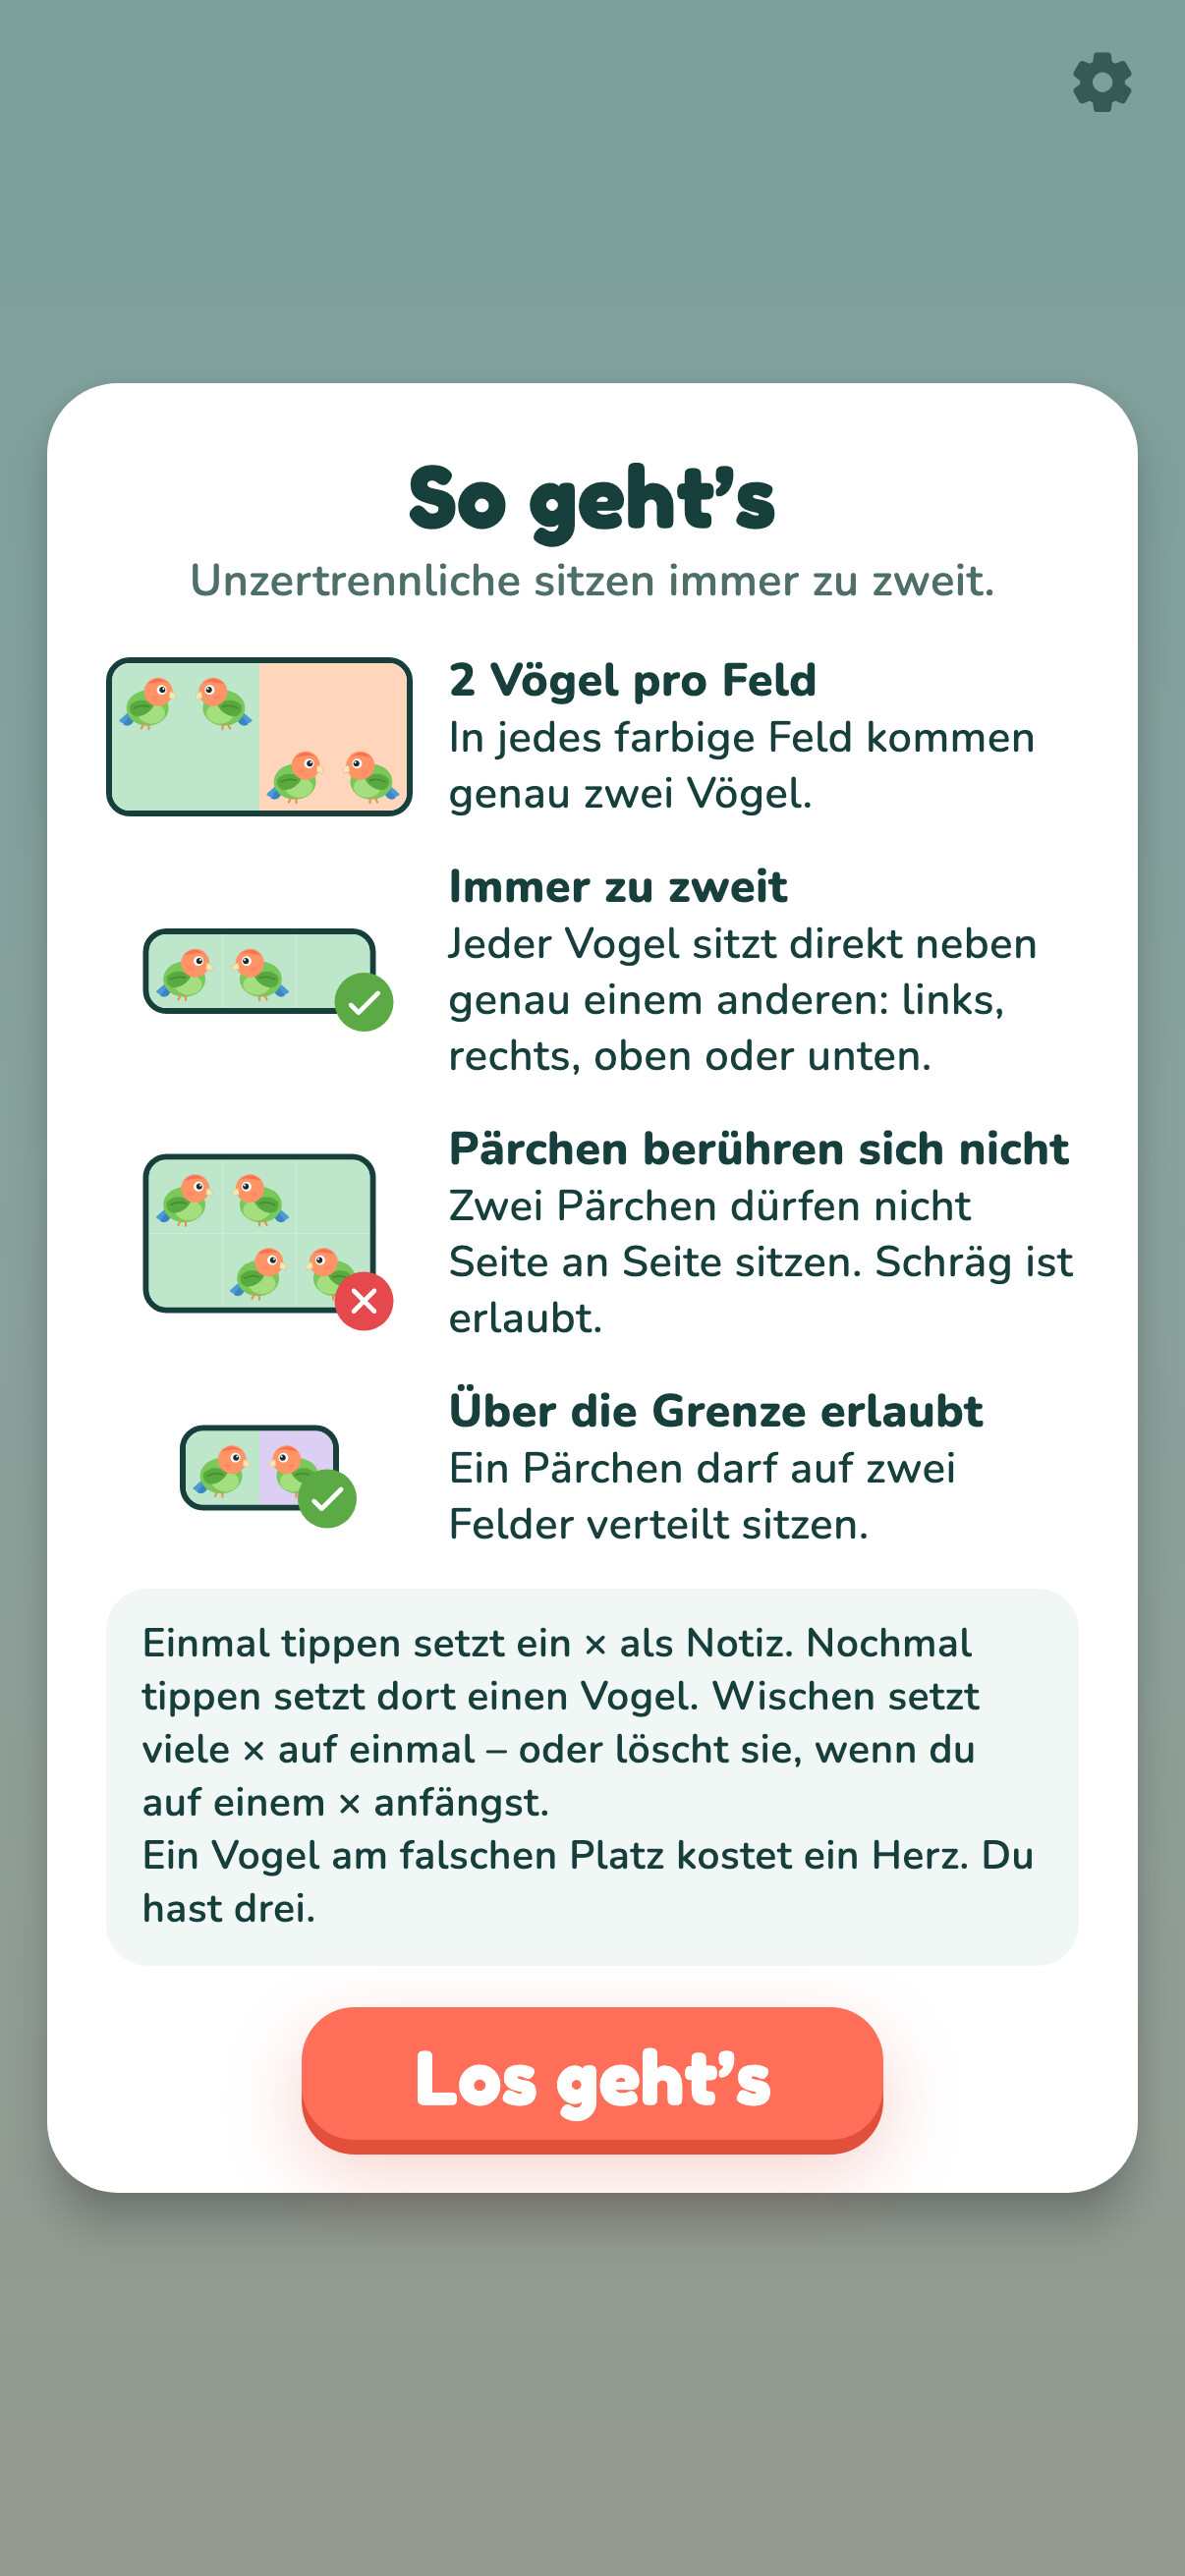 So geht’s
Unzertrennliche sitzen immer zu zweit.
2 Vögel pro Feld
In jedes farbige Feld kommen
genau zwei Vögel.
Immer zu zweit
Jeder Vogel sitzt direkt neben
genau einem anderen: links,
rechts, oben oder unten.
Pärchen berühren sich nicht
Zwei Pärchen dürfen nicht
Seite an Seite sitzen. Schräg ist
erlaubt.
Über die Grenze erlaubt
Ein Pärchen darf auf zwei
Felder verteilt sitzen.
Einmal tippen setzt ein × als Notiz. Nochmal
tippen setzt dort einen Vogel. Wischen setzt
viele × auf einmal – oder löscht sie, wenn du
auf einem × anfängst.
Ein Vogel am falschen Platz kostet ein Herz. Du
hast drei.
Los geht’s